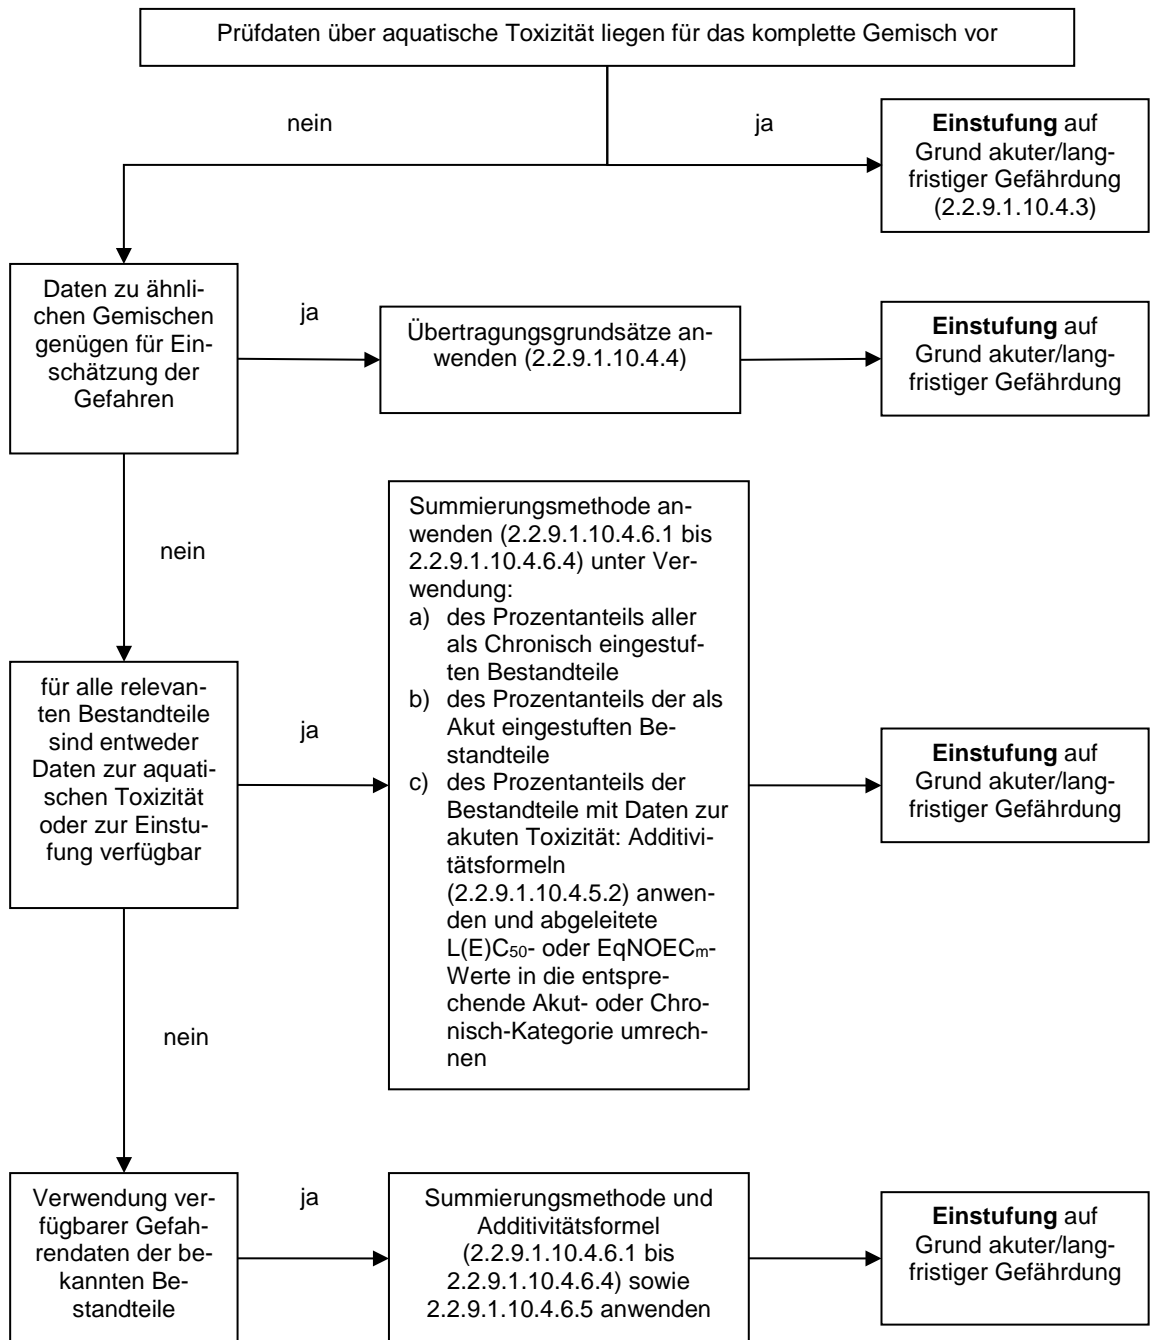 Prüfdaten über aquatische Toxizität liegen für das komplette Gemisch vor
nein
ja
Einstufung auf
Grund akuter/lang-
fristiger Gefährdung
(2.2.9.1.10.4.3)
Daten zu ähnli-
chen Gemischen
genügen für Ein-
schätzung der
Gefahren
ja
Übertragungsgrundsätze an-
wenden (2.2.9.1.10.4.4)
Einstufung auf
Grund akuter/lang-
fristiger Gefährdung
nein
für alle relevan-
ten Bestandteile
sind entweder
Daten zur aquati-
schen Toxizität
oder zur Einstu-
fung verfügbar
ja
Summierungsmethode an-
wenden (2.2.9.1.10.4.6.1 bis
2.2.9.1.10.4.6.4) unter Ver-
wendung:
a) des Prozentanteils aller
als Chronisch eingestuf-
ten Bestandteile
b) des Prozentanteils der als
Akut eingestuften Be-
standteile
c) des Prozentanteils der
Bestandteile mit Daten zur
akuten Toxizität: Additivi-
tätsformeln
(2.2.9.1.10.4.5.2) anwen-
den und abgeleitete
L(E)C50- oder EqNOECm-
Werte in die entspre-
chende Akut- oder Chro-
nisch-Kategorie umrech-
nen
Einstufung auf
Grund akuter/lang-
fristiger Gefährdung
nein
Verwendung ver-
fügbarer Gefah-
rendaten der be-
kannten Be-
standteile
ja
Summierungsmethode und
Additivitätsformel
(2.2.9.1.10.4.6.1 bis
2.2.9.1.10.4.6.4) sowie
2.2.9.1.10.4.6.5 anwenden
Einstufung auf
Grund akuter/lang-
fristiger Gefährdung